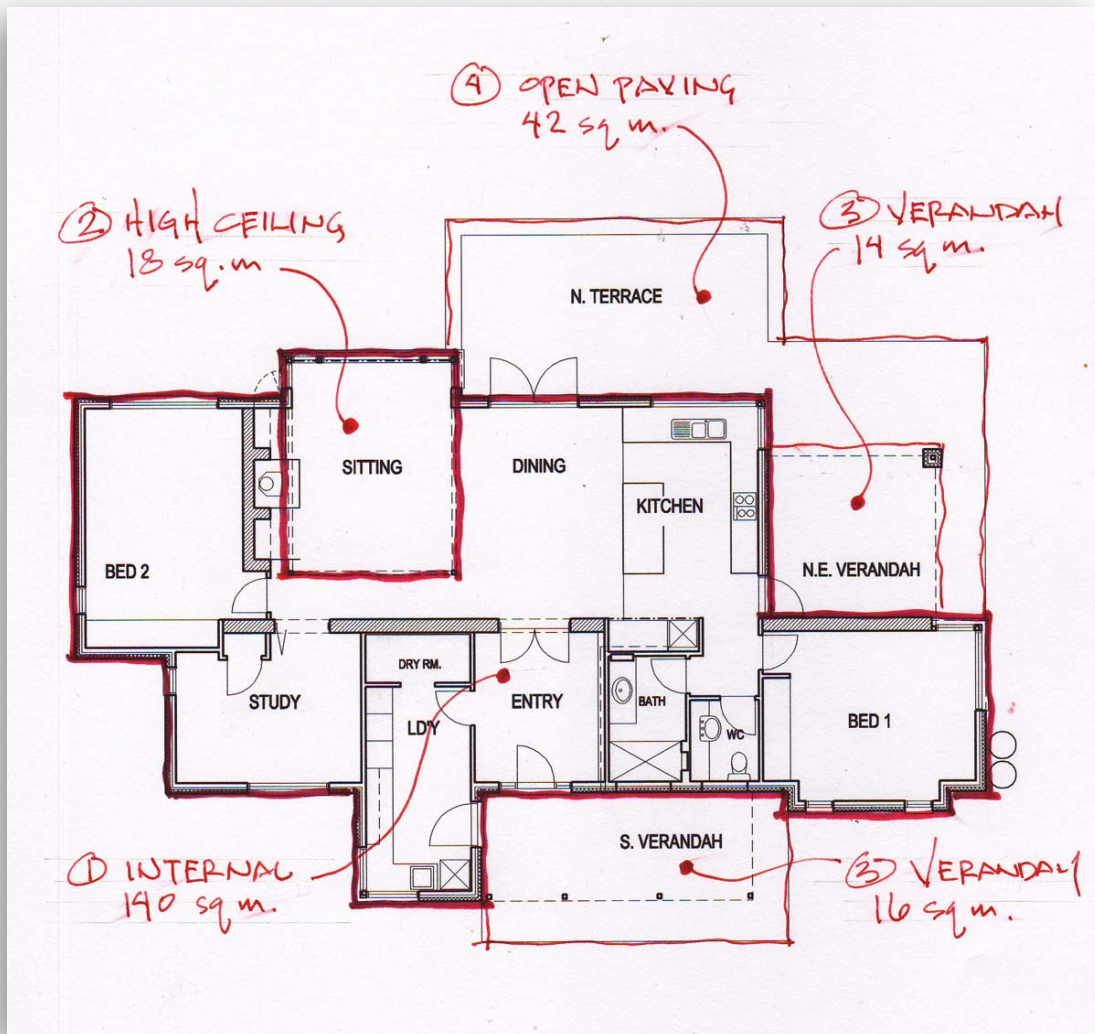 ④ OPEN PAVING
42 sq m.
② HIGH CEILING
18 sq.m
③ VERANDAH
14 sq m.
N. TERRACE
SITTING
DINING
KITCHEN
BED 2
N.E. VERANDAH
DRY RM.
STUDY
LD'Y
ENTRY
BATH
WC
BED 1
S. VERANDAH
① INTERNAL
140 sq m.
③ VERANDAH
16 sq m.